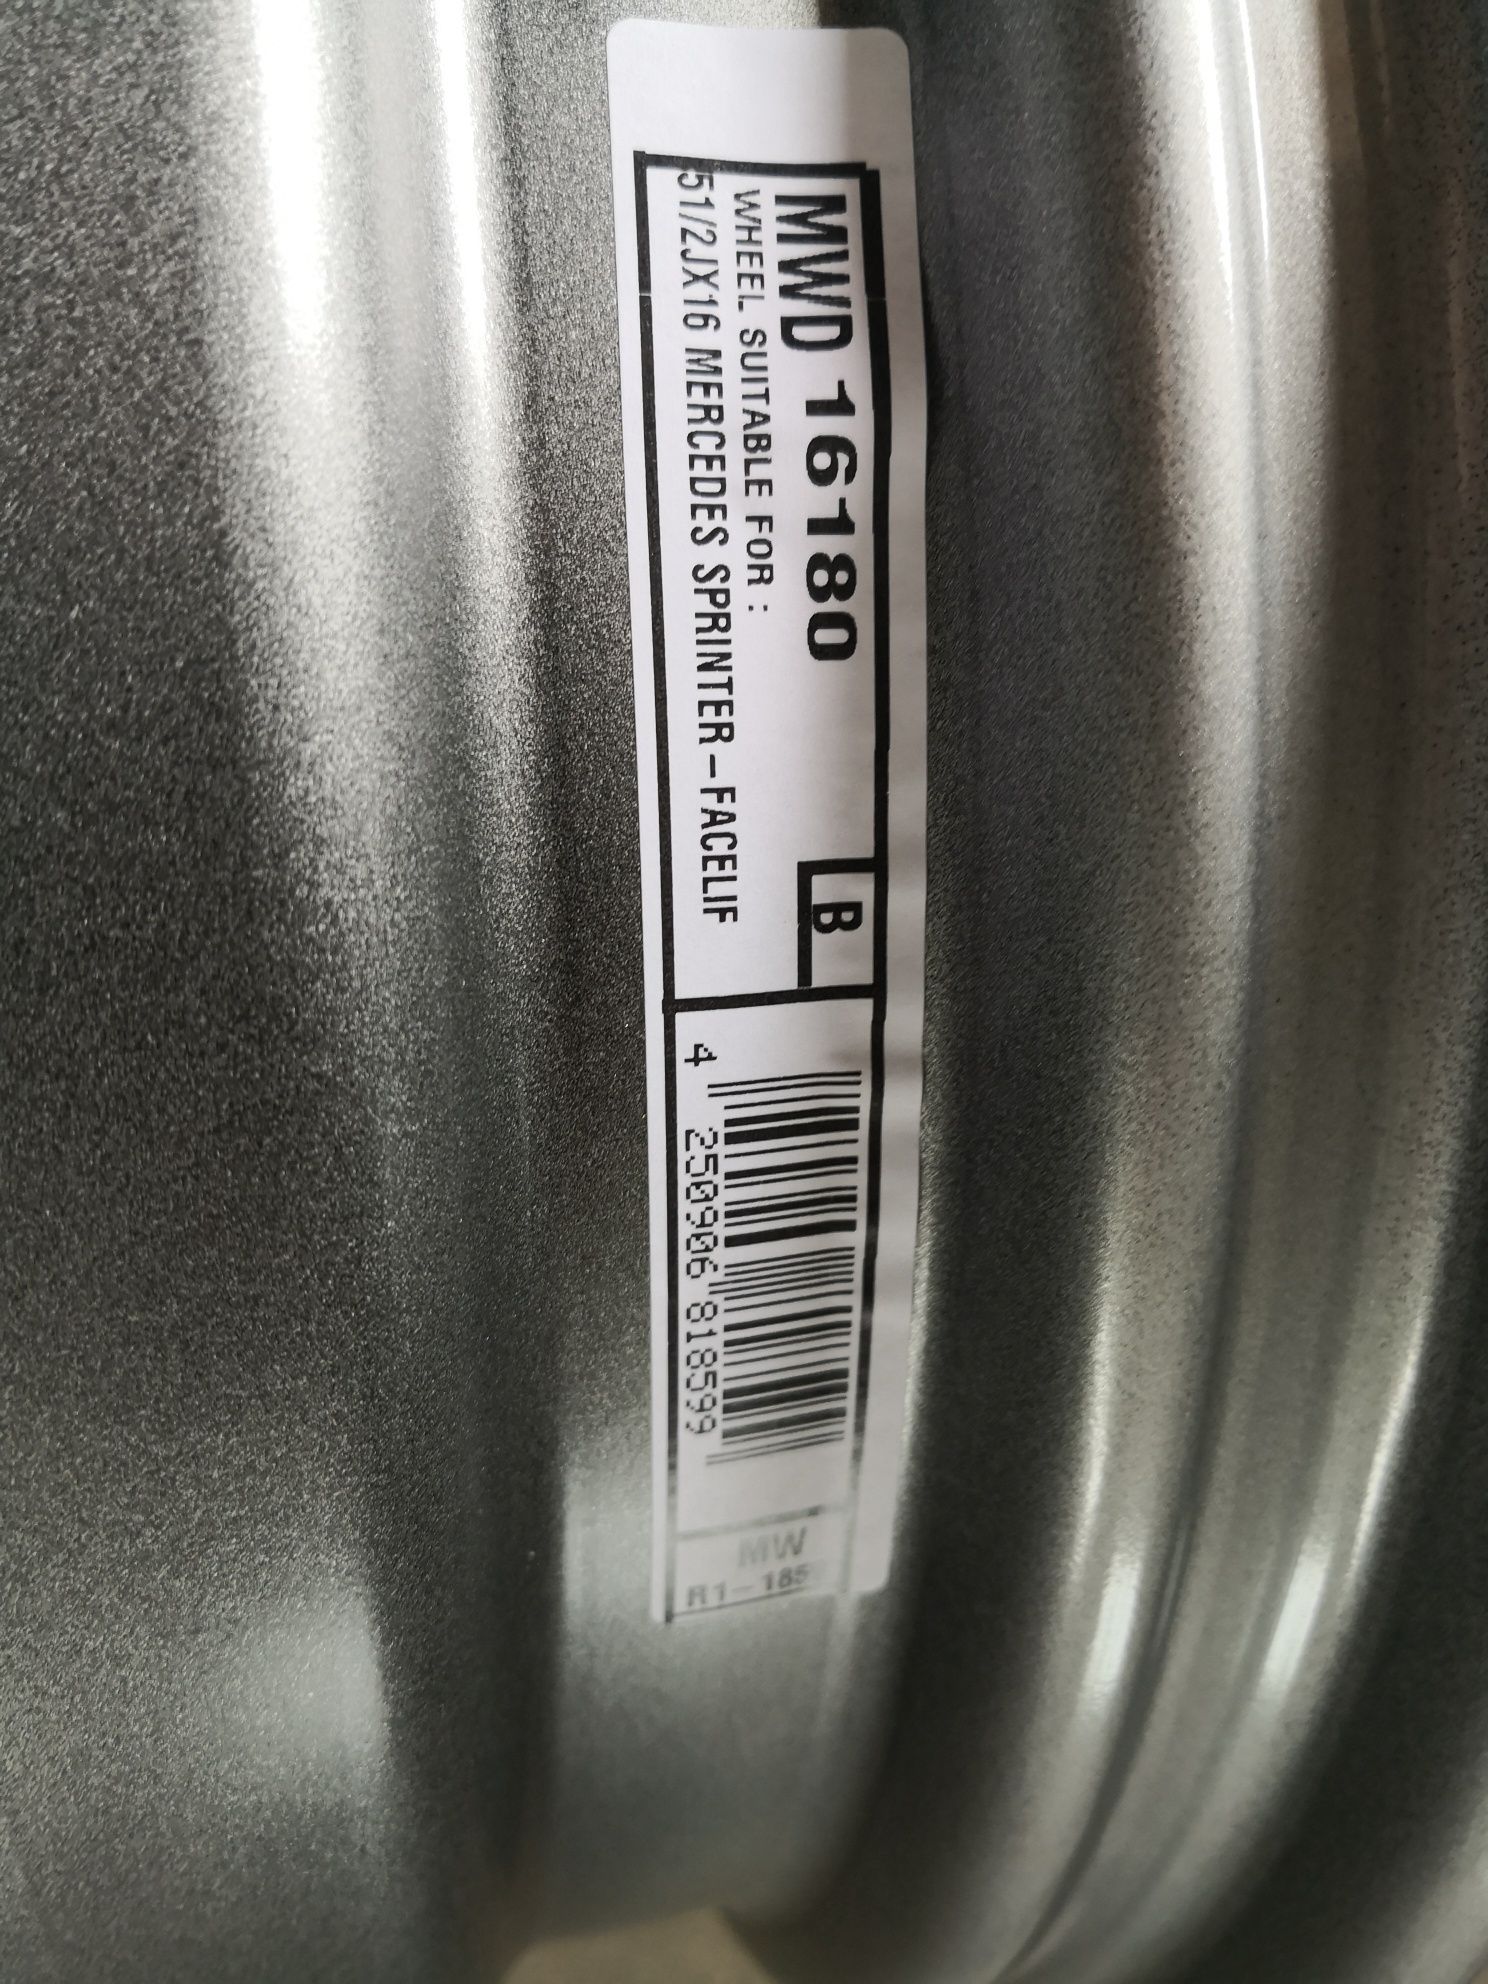 MWD 16180
WHEEL SUITABLE FOR :
51/2JX16 MERCEDES SPRINTER-FACELIF
B
4 250906 818599
MW
R1-185